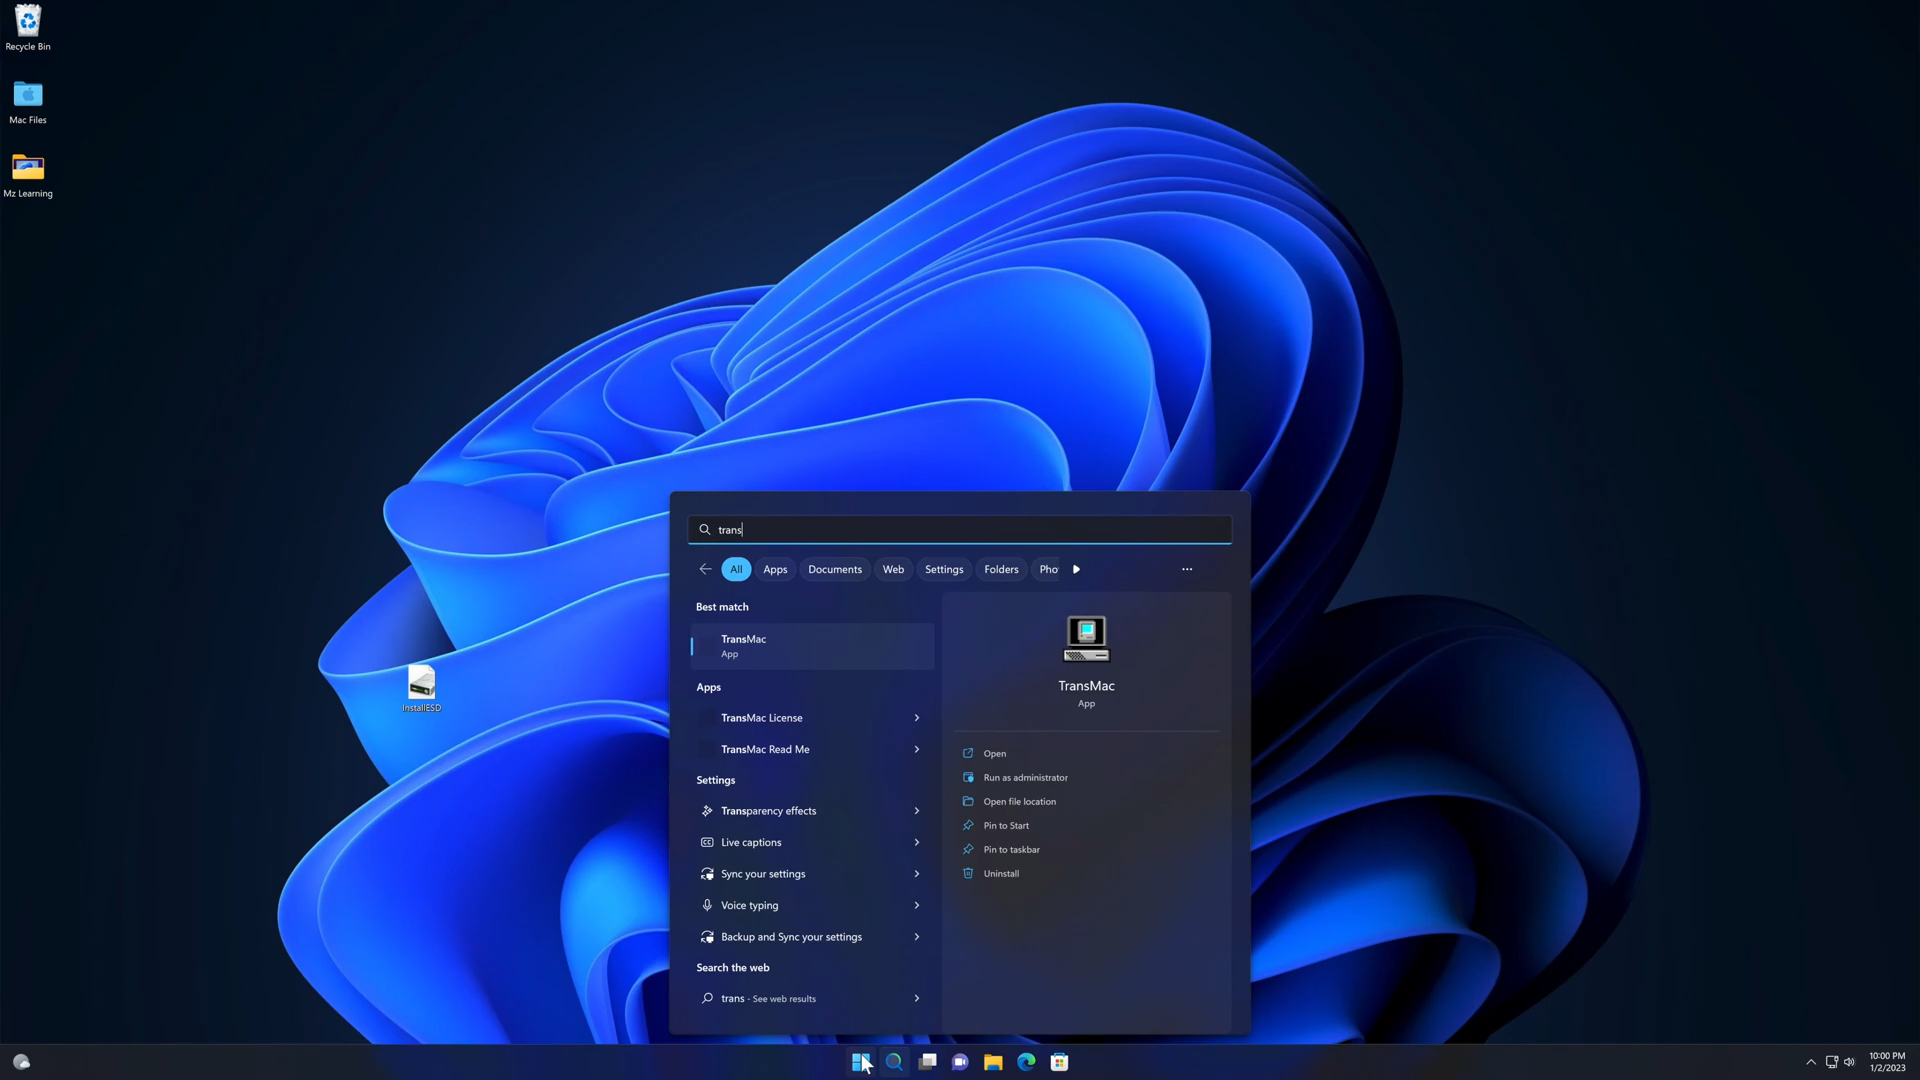 Recycle Bin
Mac Files
Mz Learning
InstallESD
trans
All
Apps
Documents
Web
Settings
Folders
Pho
Best match
TransMac
App
Apps
TransMac License
TransMac Read Me
Settings
Transparency effects
Live captions
Sync your settings
Voice typing
Backup and Sync your settings
Search the web
trans - See web results
TransMac
App
Open
Run as administrator
Open file location
Pin to Start
Pin to taskbar
Uninstall
10:00 PM
1/2/2023